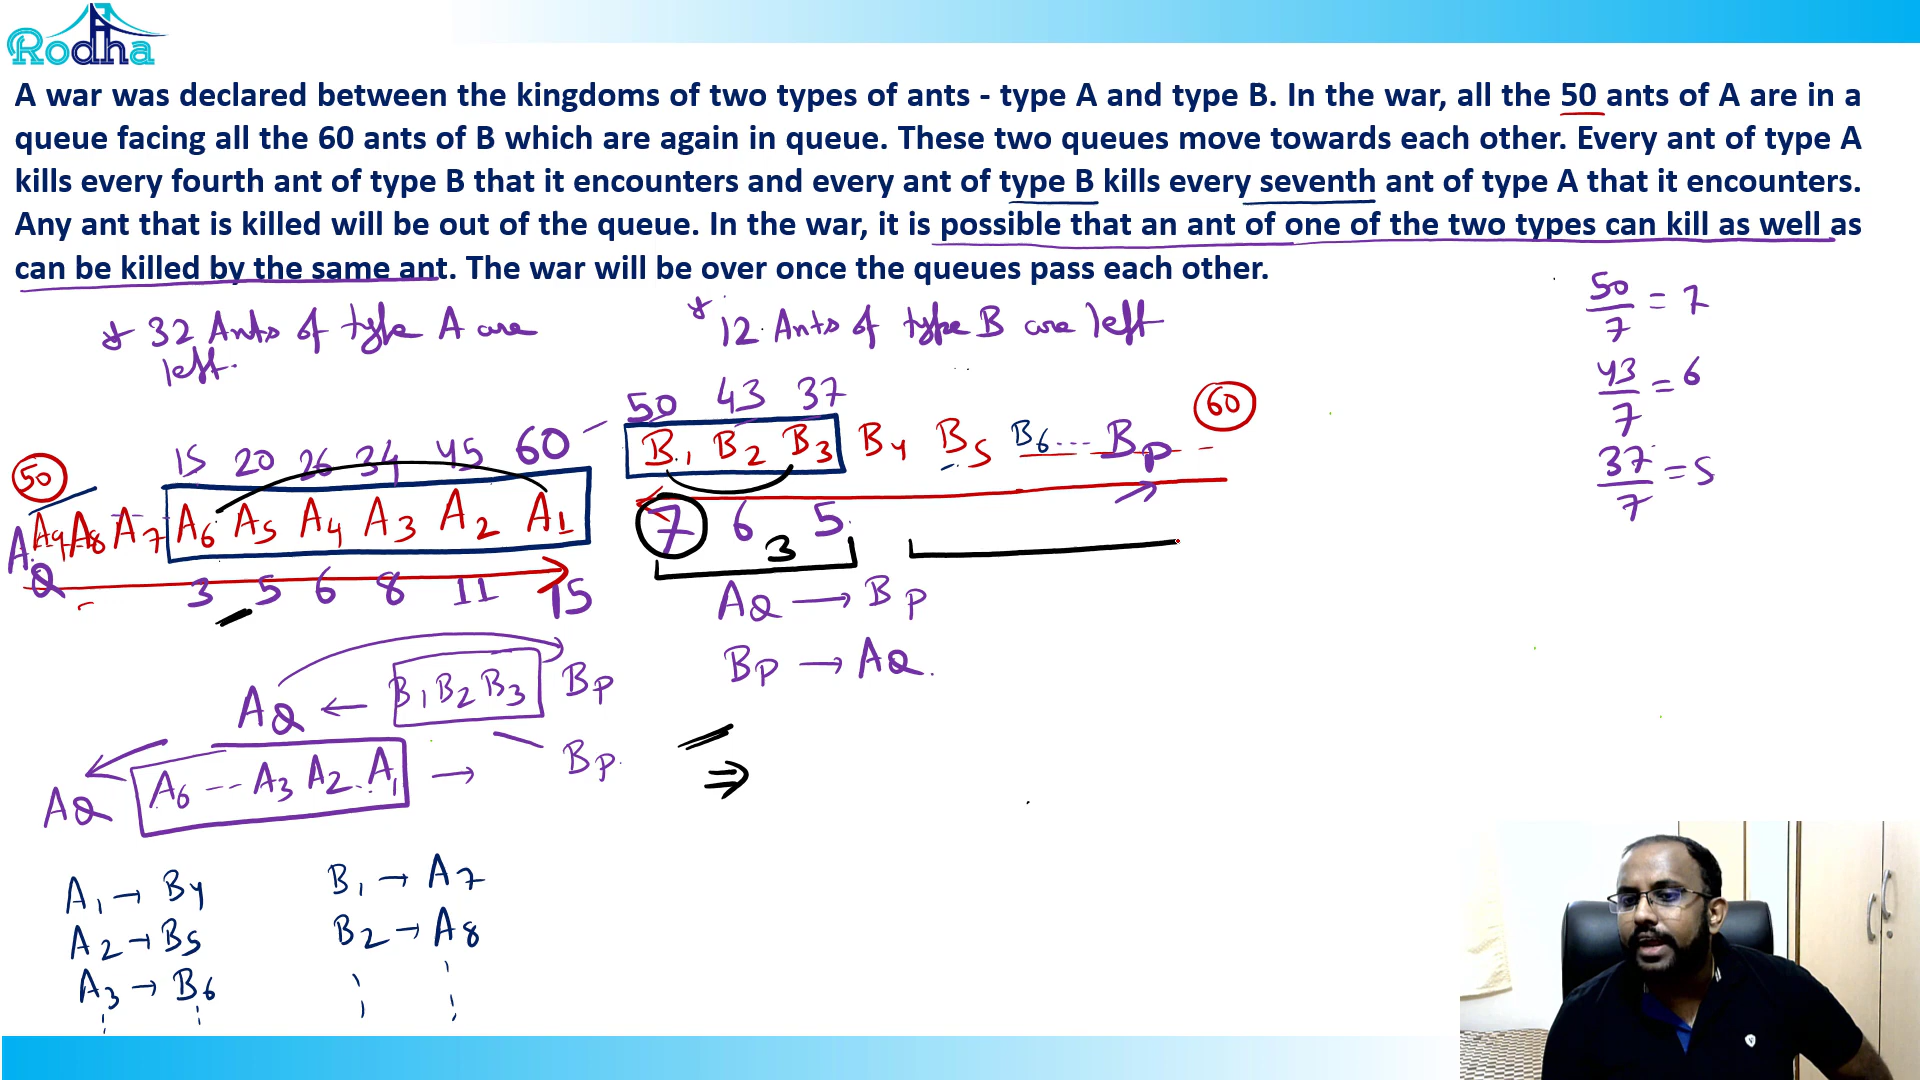 Rodha
A war was declared between the kingdoms of two types of ants - type A and type B. In the war, all the 50 ants of A are in a
queue facing all the 60 ants of B which are again in queue. These two queues move towards each other. Every ant of type A
kills every fourth ant of type B that it encounters and every ant of type B kills every seventh ant of type A that it encounters.
Any ant that is killed will be out of the queue. In the war, it is possible that an ant of one of the two types can kill as well as
can be killed by the same ant. The war will be over once the queues pass each other.
* 32 Ants of type A are
left.
* 12 Ants of type B are left
50/7 = 7
43/7 = 6
37/7 = 5
50 43 37
60
15 20 26 34 45 60
B1 B2 B3 B4 B5 B6 ... Bp
50
AQ A9 A8 A7 A6 A5 A4 A3 A2 A1
7 6 5
3
3 5 6 8 11 15
AQ → Bp
Bp → AQ.
AQ ← B1 B2 B3 Bp
AQ A6 --- A3 A2 A1 → Bp
⇒
A1 → B4
A2 → B5
A3 → B6
B1 → A7
B2 → A8